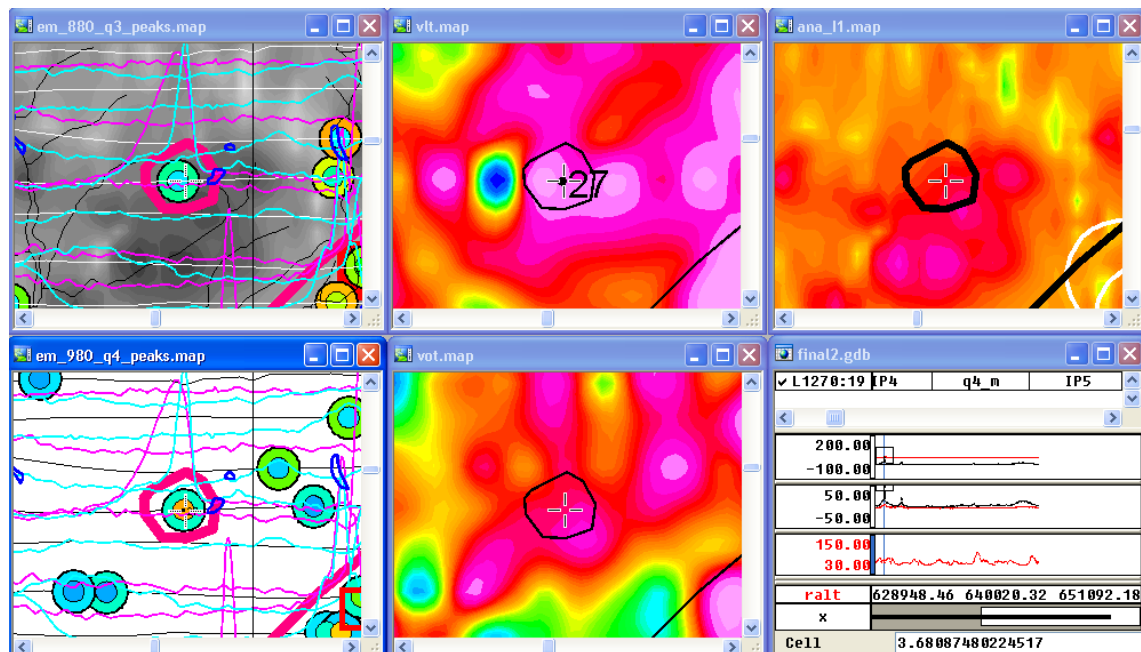 em_880_q3_peaks.map
vlt.map
ana_l1.map
27
em_980_q4_peaks.map
vot.map
final2.gdb
L1270:19 IP4 q4_m IP5
200.00
-100.00
50.00
-50.00
150.00
30.00
ralt 628948.46 640020.32 651092.18
x
Cell 3.68087480224517